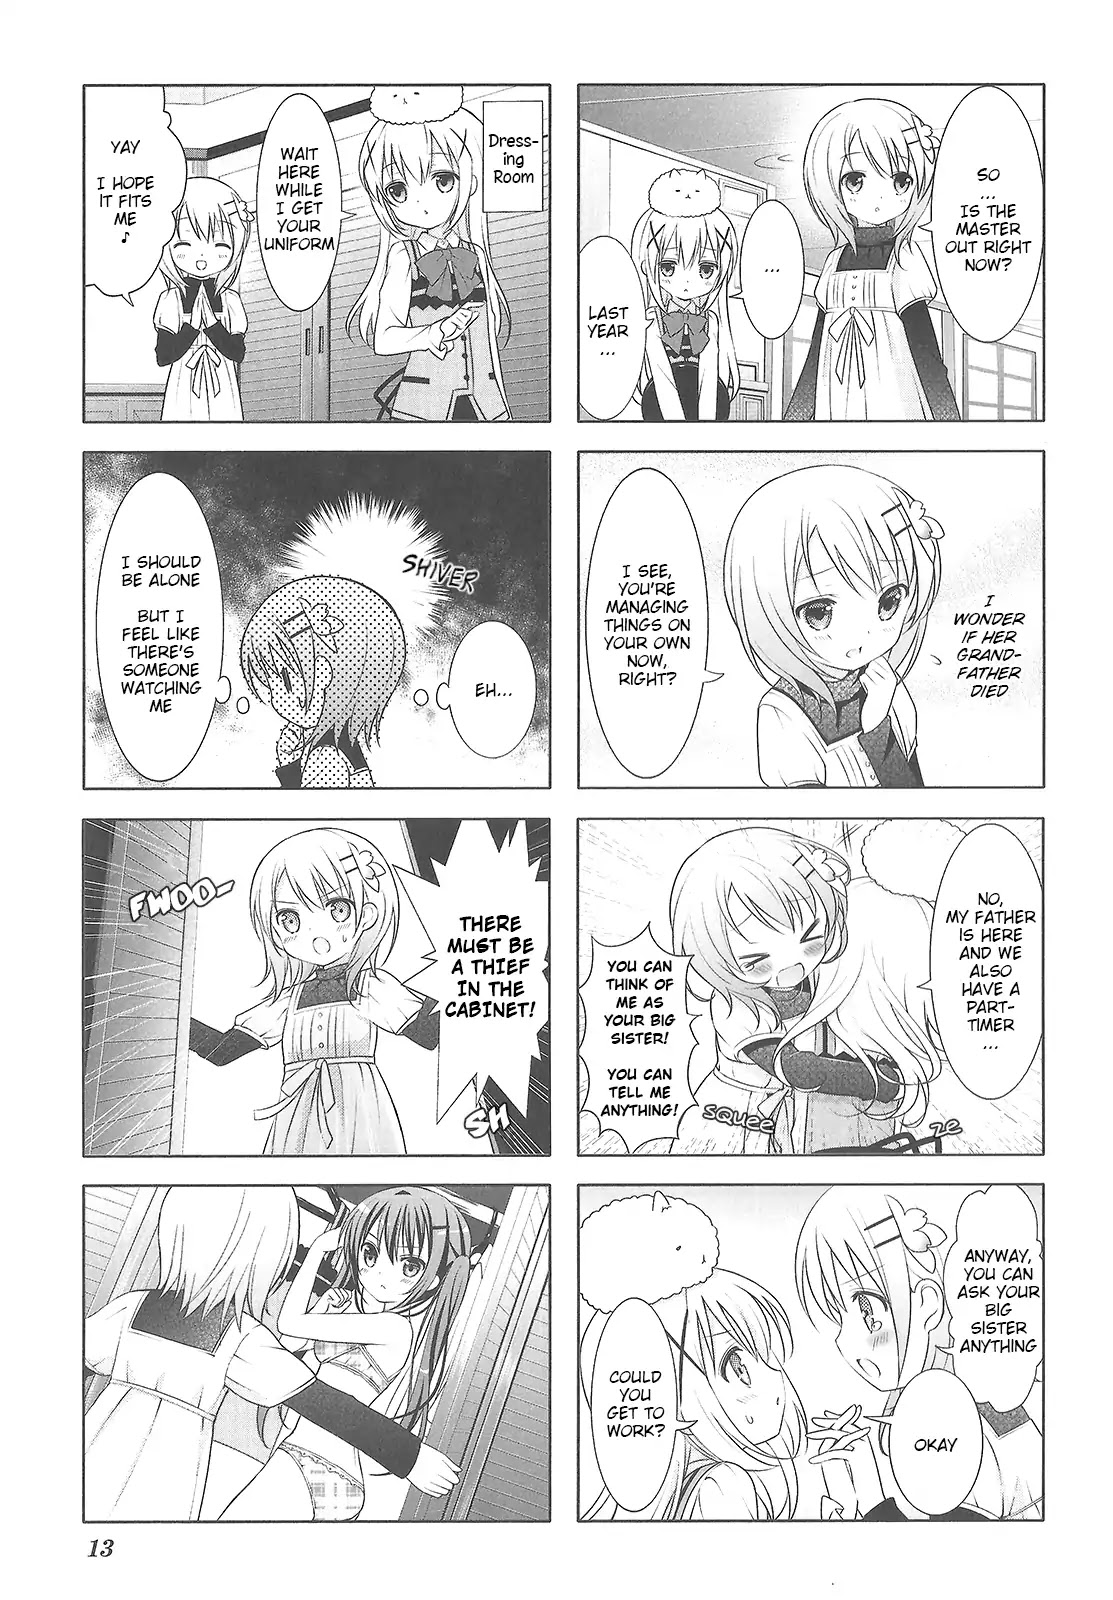 SO
...
IS THE
MASTER
OUT RIGHT
NOW?
...
LAST
YEAR
...
I SEE,
YOU'RE
MANAGING
THINGS ON
YOUR OWN
NOW,
RIGHT?
I
WONDER
IF HER
GRAND-
FATHER
DIED
NO,
MY FATHER
IS HERE
AND WE
ALSO
HAVE A
PART-
TIMER
...
YOU CAN
THINK OF
ME AS
YOUR BIG
SISTER!
YOU CAN
TELL ME
ANYTHING!
SQUEE
ZE
ANYWAY,
YOU CAN
ASK YOUR
BIG
SISTER
ANYTHING
COULD
YOU
GET TO
WORK?
OKAY
Dress-
ing
Room
WAIT
HERE
WHILE
I GET
YOUR
UNIFORM
YAY
I HOPE
IT FITS
ME
♪
SHIVER
EH...
I SHOULD
BE ALONE
BUT I
FEEL LIKE
THERE'S
SOMEONE
WATCHING
ME
THERE
MUST BE
A THIEF
IN THE
CABINET!
FWOO-
SH
13